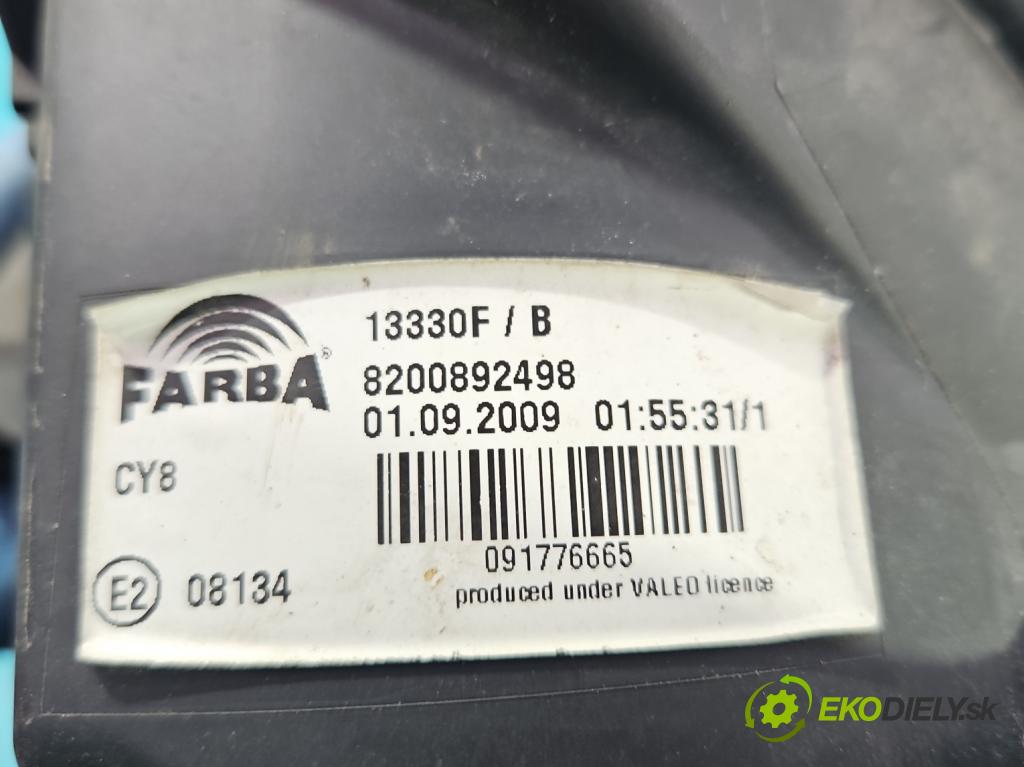 FARBA®
13330F / B
8200892498
01.09.2009 01:55:31/1
CY8
091776665
E2 08134
produced under VALEO licence
EKODIELY.sk